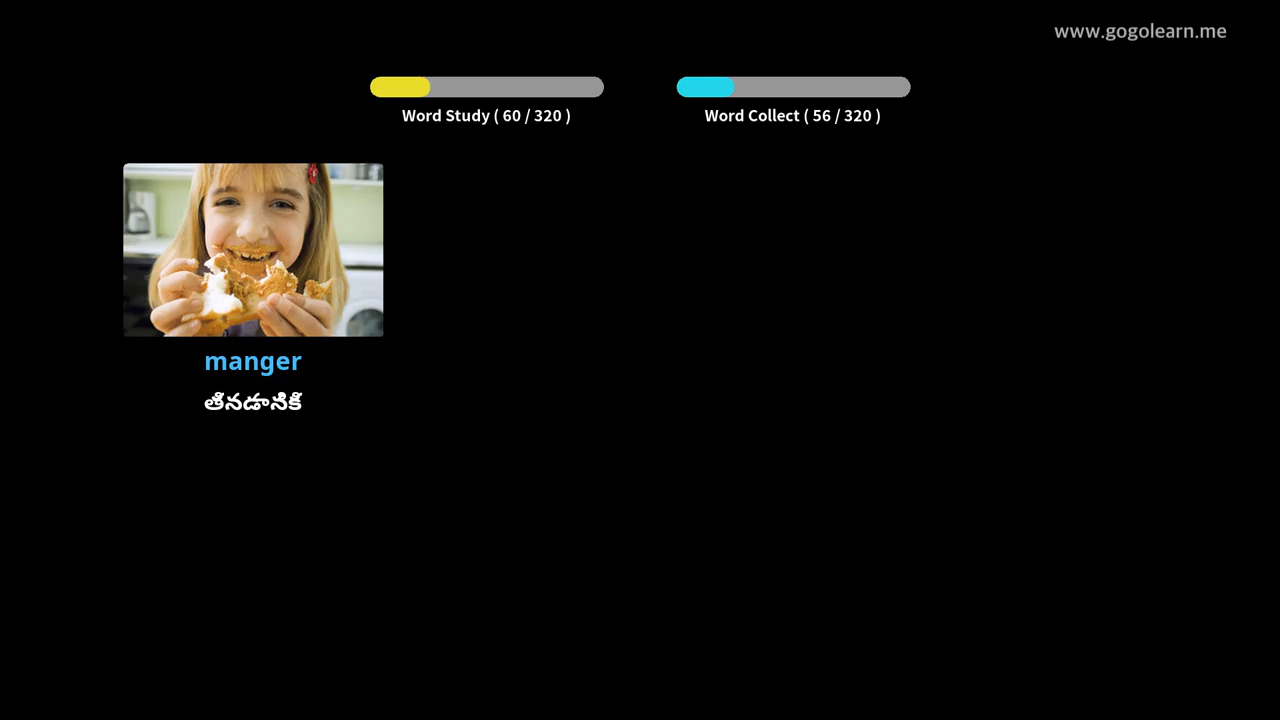 www.gogolearn.me
Word Study ( 60 / 320 )
Word Collect ( 56 / 320 )
manger
తినడానికి